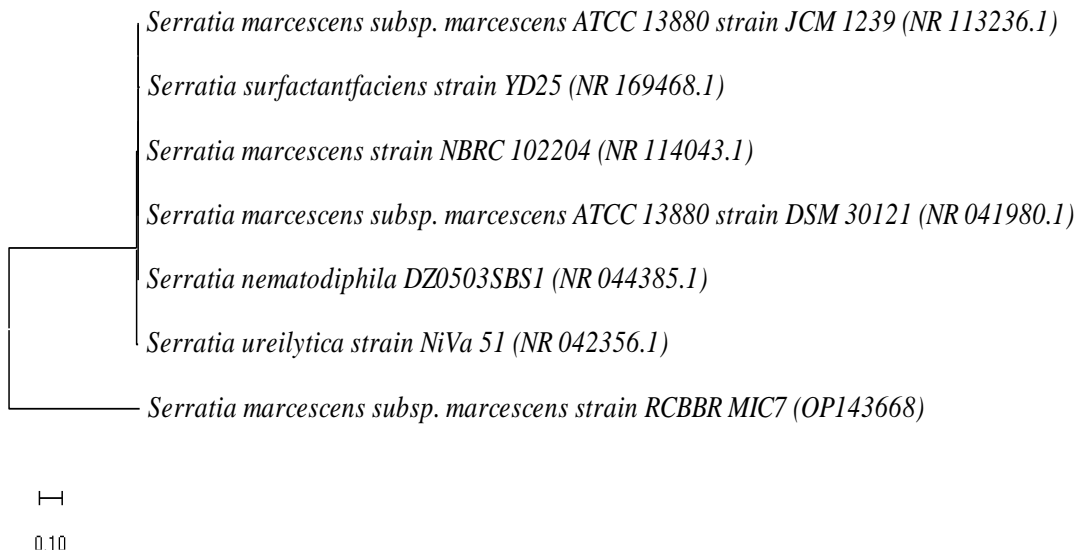 Serratia marcescens subsp. marcescens ATCC 13880 strain JCM 1239 (NR 113236.1)
Serratia surfactantfaciens strain YD25 (NR 169468.1)
Serratia marcescens strain NBRC 102204 (NR 114043.1)
Serratia marcescens subsp. marcescens ATCC 13880 strain DSM 30121 (NR 041980.1)
Serratia nematodiphila DZ0503SBS1 (NR 044385.1)
Serratia ureilytica strain NiVa 51 (NR 042356.1)
Serratia marcescens subsp. marcescens strain RCBBR MIC7 (OP143668)
0.10